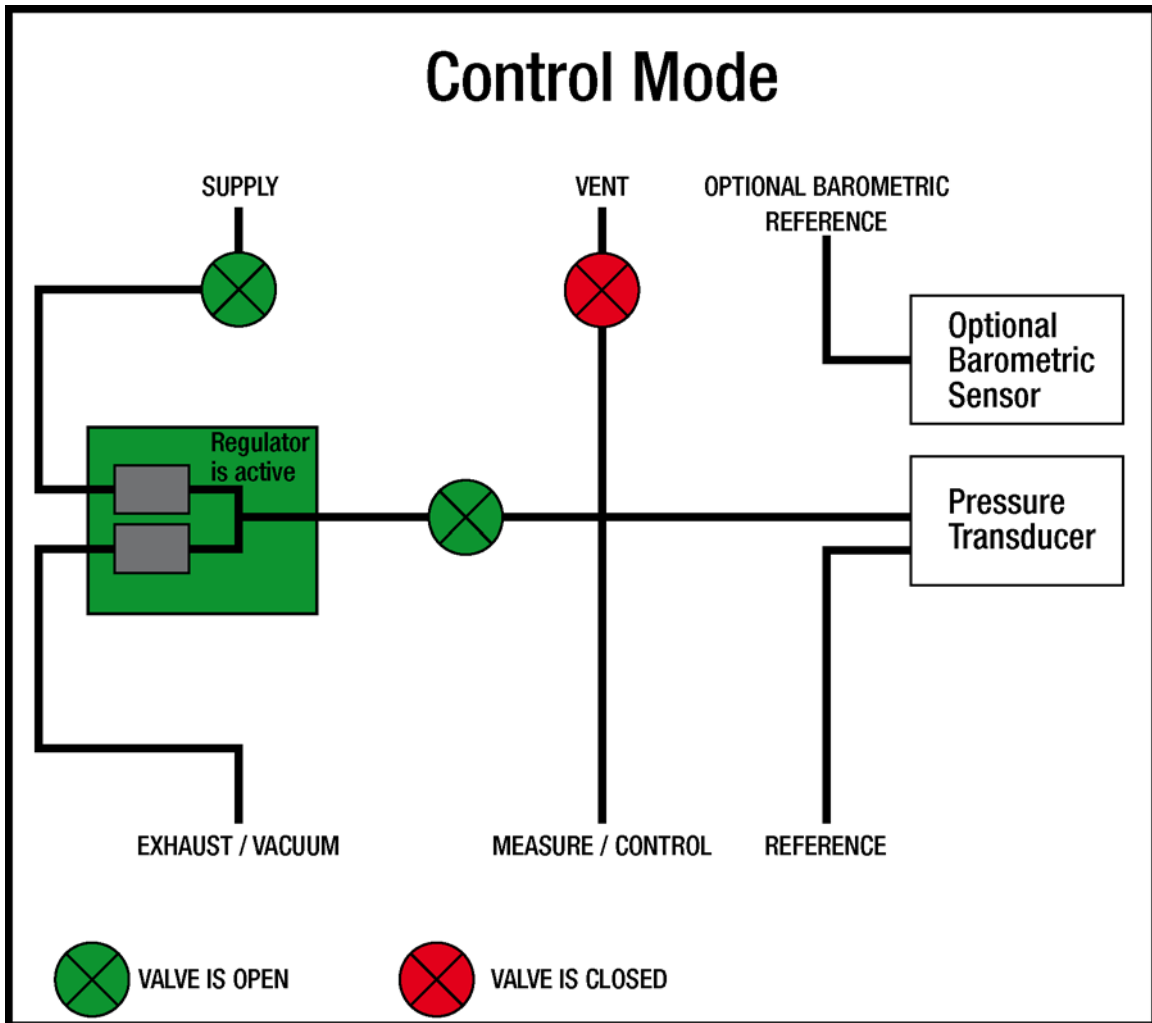 Control Mode
SUPPLY
VENT
OPTIONAL BAROMETRIC
REFERENCE
Optional
Barometric
Sensor
Regulator
is active
Pressure
Transducer
EXHAUST / VACUUM
MEASURE / CONTROL
REFERENCE
VALVE IS OPEN
VALVE IS CLOSED